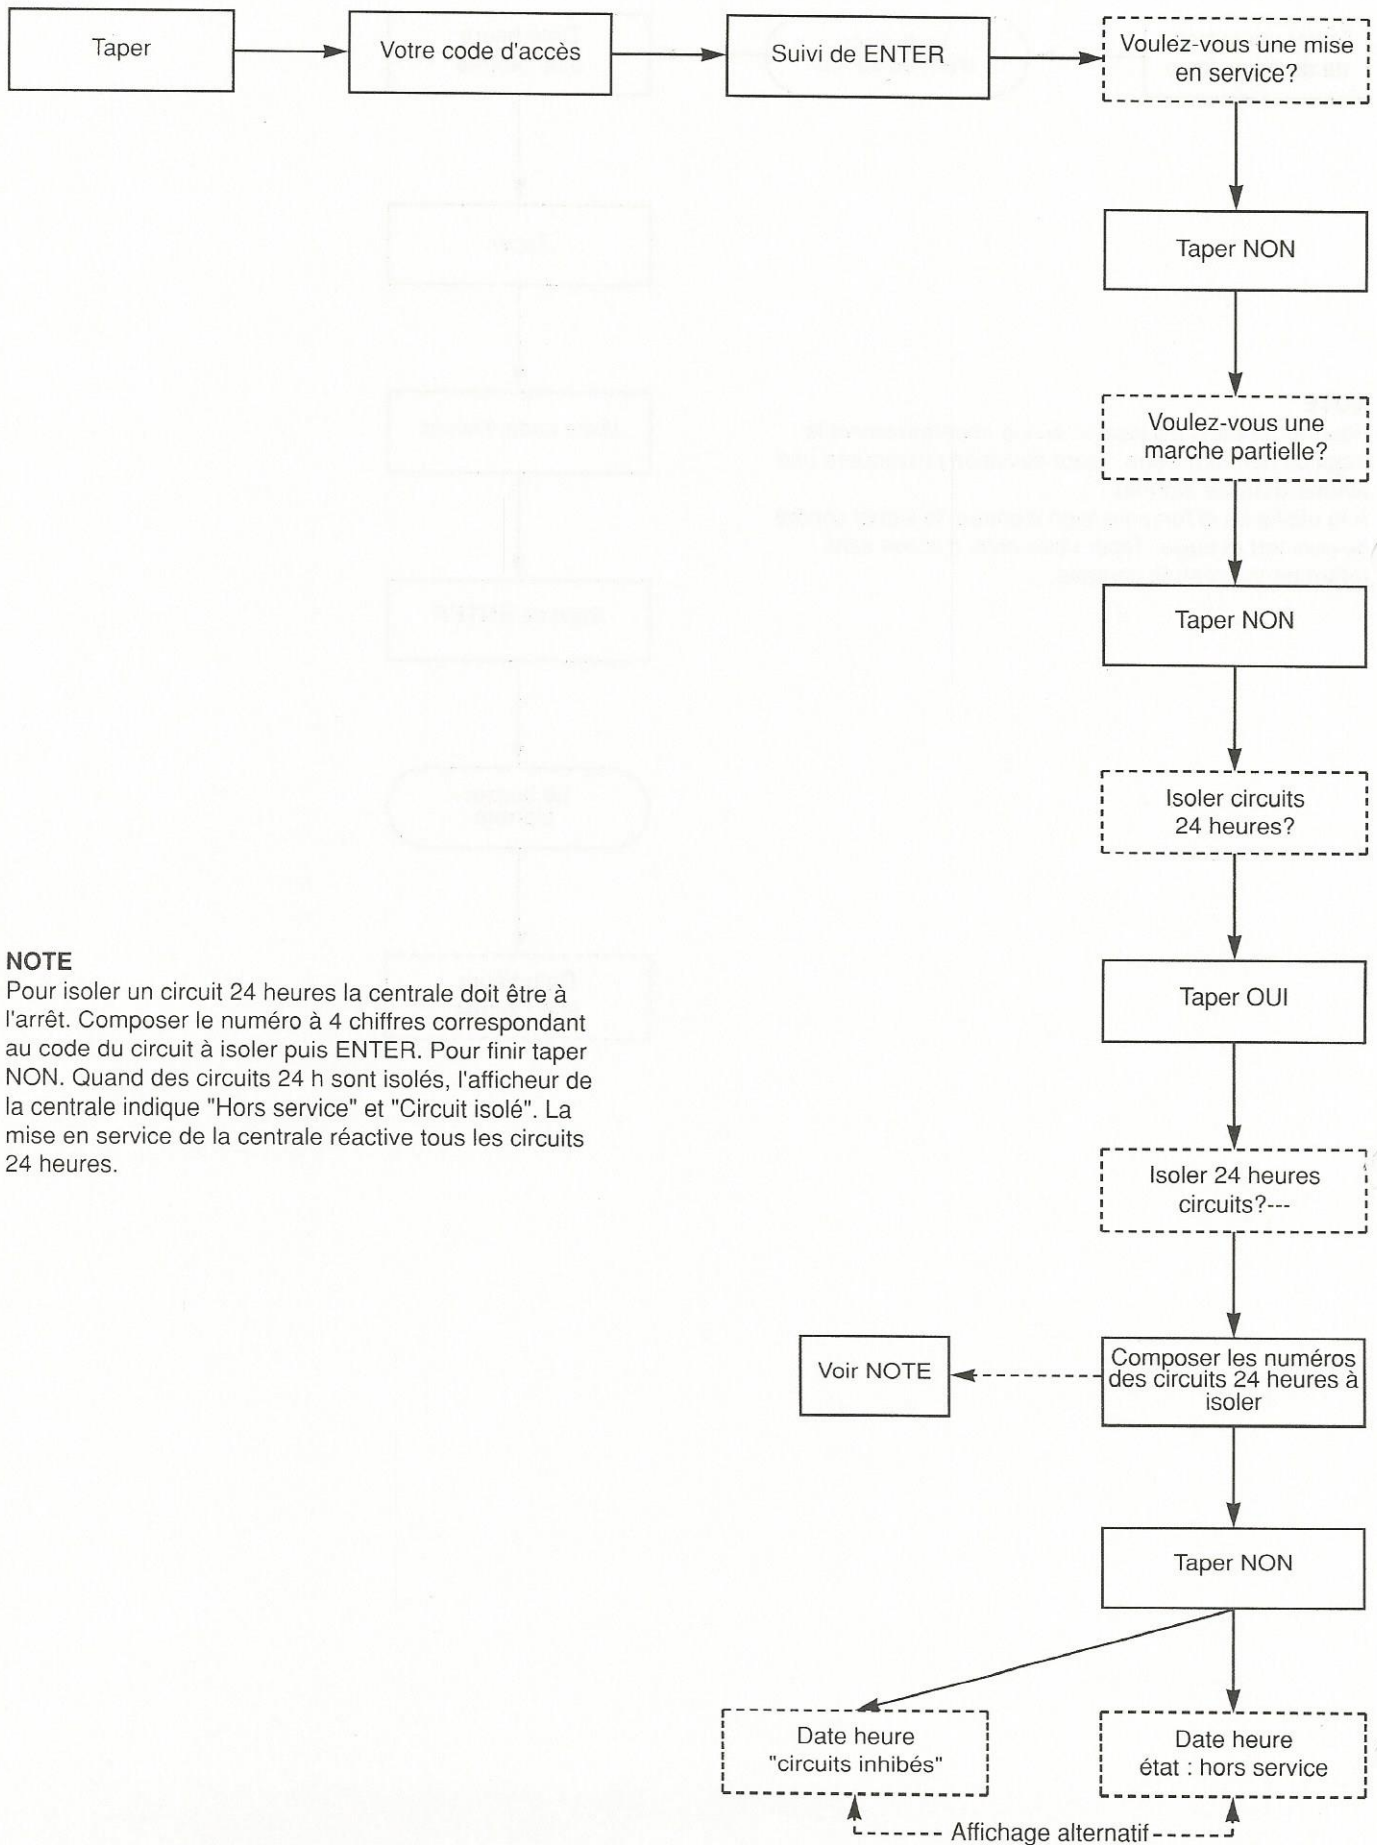 Taper
Votre code d'accès
Suivi de ENTER
Voulez-vous une mise
en service?
Taper NON
Voulez-vous une
marche partielle?
Taper NON
Isoler circuits
24 heures?
Taper OUI
NOTE
Pour isoler un circuit 24 heures la centrale doit être à
l'arrêt. Composer le numéro à 4 chiffres correspondant
au code du circuit à isoler puis ENTER. Pour finir taper
NON. Quand des circuits 24 h sont isolés, l'afficheur de
la centrale indique "Hors service" et "Circuit isolé". La
mise en service de la centrale réactive tous les circuits
24 heures.
Isoler 24 heures
circuits?---
Voir NOTE
Composer les numéros
des circuits 24 heures à
isoler
Taper NON
Date heure
"circuits inhibés"
Date heure
état : hors service
Affichage alternatif